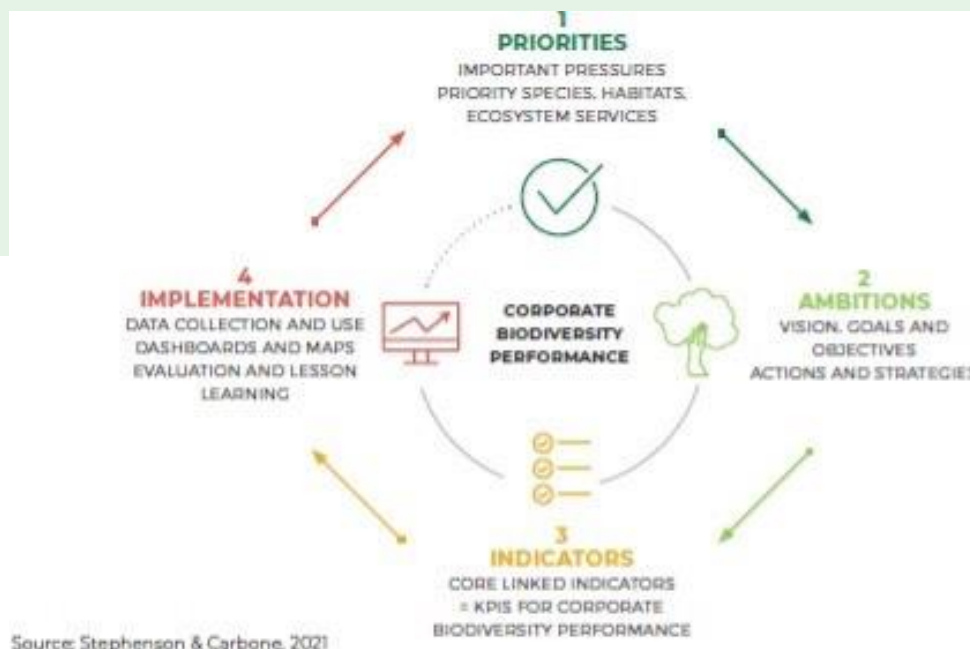 1
PRIORITIES
IMPORTANT PRESSURES
PRIORITY SPECIES, HABITATS,
ECOSYSTEM SERVICES
4
IMPLEMENTATION
DATA COLLECTION AND USE
DASHBOARDS AND MAPS
EVALUATION AND LESSON
LEARNING
CORPORATE
BIODIVERSITY
PERFORMANCE
2
AMBITIONS
VISION, GOALS AND
OBJECTIVES
ACTIONS AND STRATEGIES
3
INDICATORS
CORE LINKED INDICATORS
= KPIS FOR CORPORATE
BIODIVERSITY PERFORMANCE
Source: Stephenson & Carbone, 2021